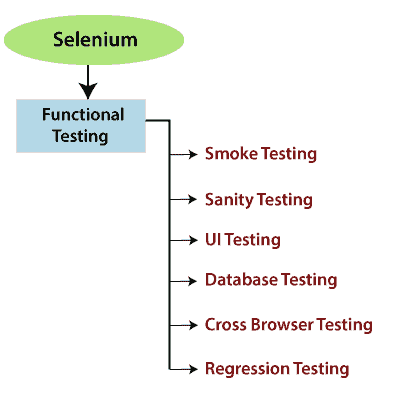 Selenium
Functional
Testing
Smoke Testing
Sanity Testing
UI Testing
Database Testing
Cross Browser Testing
Regression Testing